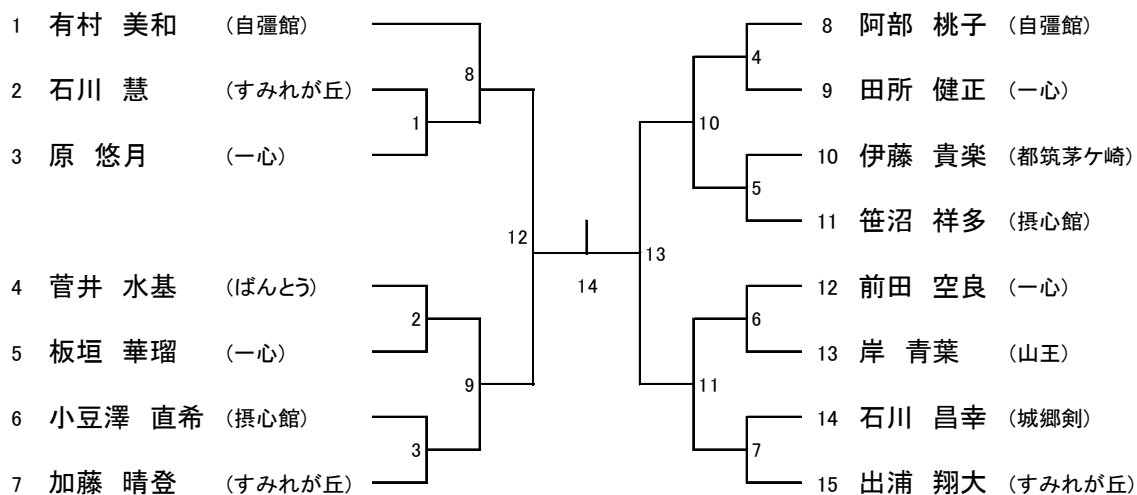 1 有村 美和 (自彊館)
2 石川 慧 (すみれが丘)
3 原 悠月 (一心)
4 菅井 水基 (ばんとう)
5 板垣 華瑠 (一心)
6 小豆澤 直希 (摂心館)
7 加藤 晴登 (すみれが丘)
8
1
12
2
9
3
14
8 阿部 桃子 (自彊館)
9 田所 健正 (一心)
10 伊藤 貴楽 (都筑茅ケ崎)
11 笹沼 祥多 (摂心館)
12 前田 空良 (一心)
13 岸 青葉 (山王)
14 石川 昌幸 (城郷剣)
15 出浦 翔大 (すみれが丘)
4
10
5
13
6
11
7